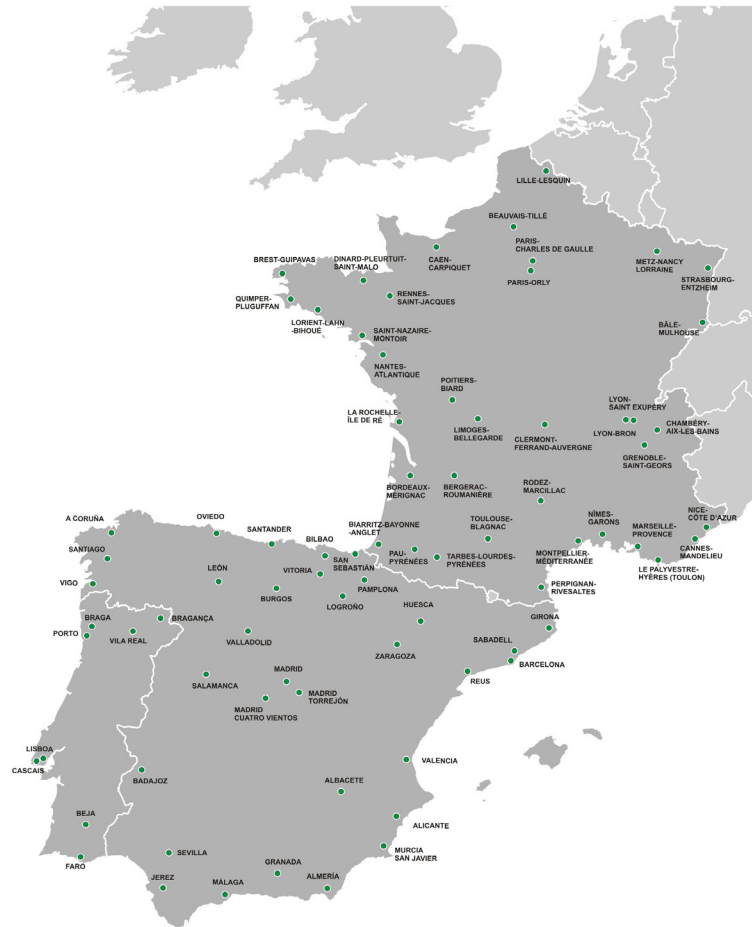 LILLE-LESQUIN
BEAUVAIS-TILLÉ
PARIS-
CHARLES DE GAULLE
PARIS-ORLY
CAEN-
CARPIQUET
METZ-NANCY
LORRAINE
STRASBOURG-
ENTZHEIM
BREST-GUIPAVAS
DINARD-PLEURTUIT-
SAINT-MALO
QUIMPER-
PLUGUFFAN
RENNES-
SAINT-JACQUES
LORIENT-LAHN
-BIHOUÉ
SAINT-NAZAIRE-
MONTOIR
BÂLE-
MULHOUSE
NANTES-
ATLANTIQUE
POITIERS-
BIARD
LA ROCHELLE-
ÎLE DE RÉ
LIMOGES-
BELLEGARDE
CLERMONT-
FERRAND-AUVERGNE
LYON-
SAINT EXUPÉRY
LYON-BRON
CHAMBÉRY-
AIX-LES-BAINS
GRENOBLE-
SAINT-GEORS
BORDEAUX-
MÉRIGNAC
BERGERAC-
ROUMANIÈRE
RODEZ-
MARCILLAC
TOULOUSE-
BLAGNAC
NÎMES-
GARONS
MARSEILLE-
PROVENCE
NICE-
CÔTE D'AZUR
CANNES-
MANDELIEU
LE PALYVESTRE-
HYÈRES (TOULON)
MONTPELLIER-
MÉDITERRANÉE
PERPIGNAN-
RIVESALTES
BIARRITZ-BAYONNE
-ANGLET
PAU-
PYRÉNÉES
TARBES-LOURDES-
PYRÉNÉES
A CORUÑA
OVIEDO
SANTANDER
BILBAO
SAN
SEBASTIÁN
SANTIAGO
VIGO
LEÓN
VITORIA
BURGOS
PAMPLONA
LOGROÑO
HUESCA
GIRONA
BRAGA
BRAGANÇA
PORTO
VILA REAL
VALLADOLID
ZARAGOZA
SABADELL
BARCELONA
REUS
SALAMANCA
MADRID
MADRID
TORREJÓN
MADRID
CUATRO VIENTOS
LISBOA
CASCAIS
BADAJOZ
VALENCIA
ALBACETE
BEJA
ALICANTE
FARO
SEVILLA
MURCIA
SAN JAVIER
JEREZ
MÁLAGA
GRANADA
ALMERÍA